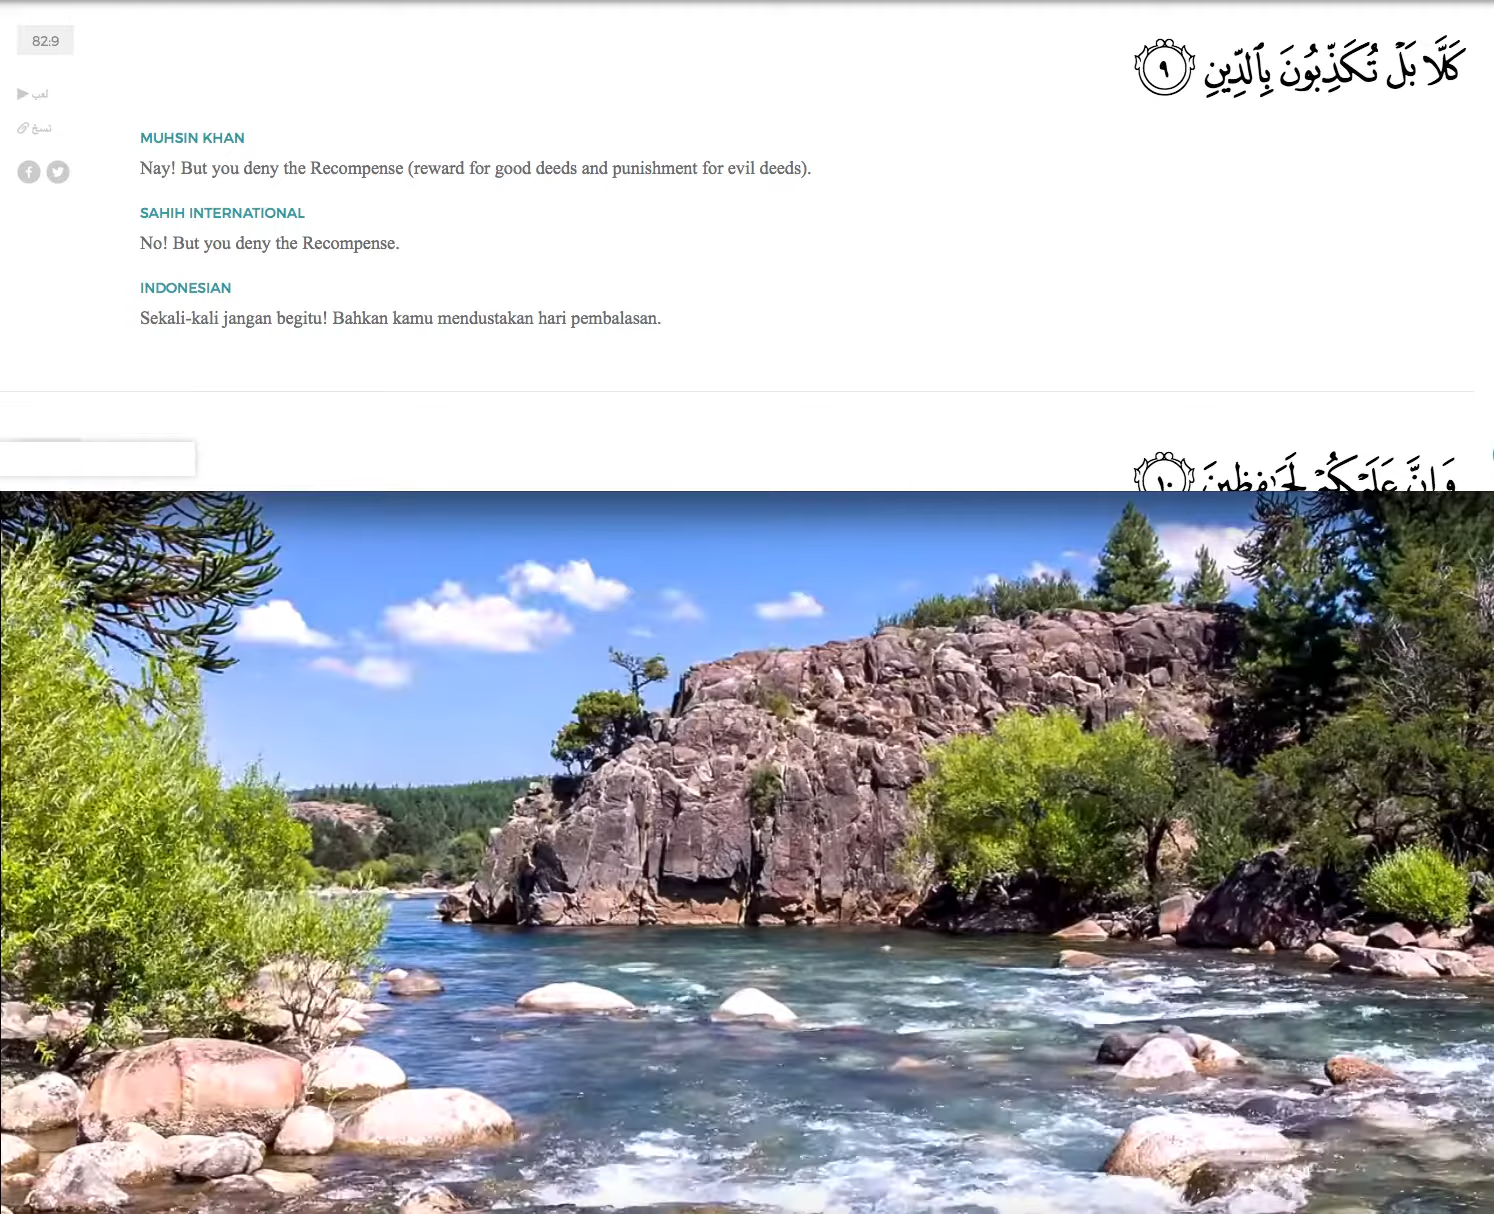 82:9
كَلَّا بَلْ تُكَذِّبُونَ بِٱلدِّينِ ٩
لعب
نسخ
MUHSIN KHAN
Nay! But you deny the Recompense (reward for good deeds and punishment for evil deeds).
SAHIH INTERNATIONAL
No! But you deny the Recompense.
INDONESIAN
Sekali-kali jangan begitu! Bahkan kamu mendustakan hari pembalasan.
وَإِنَّ عَلَيْكُمْ لَحَـٰفِظِينَ ١٠